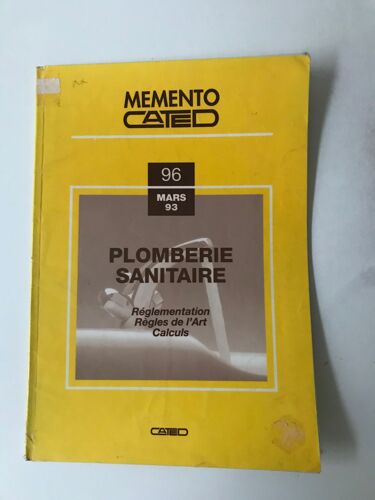 MEMENTO
CATED
96
MARS
93
PLOMBERIE
SANITAIRE
Réglementation
Règles de l'Art
Calculs
CATED